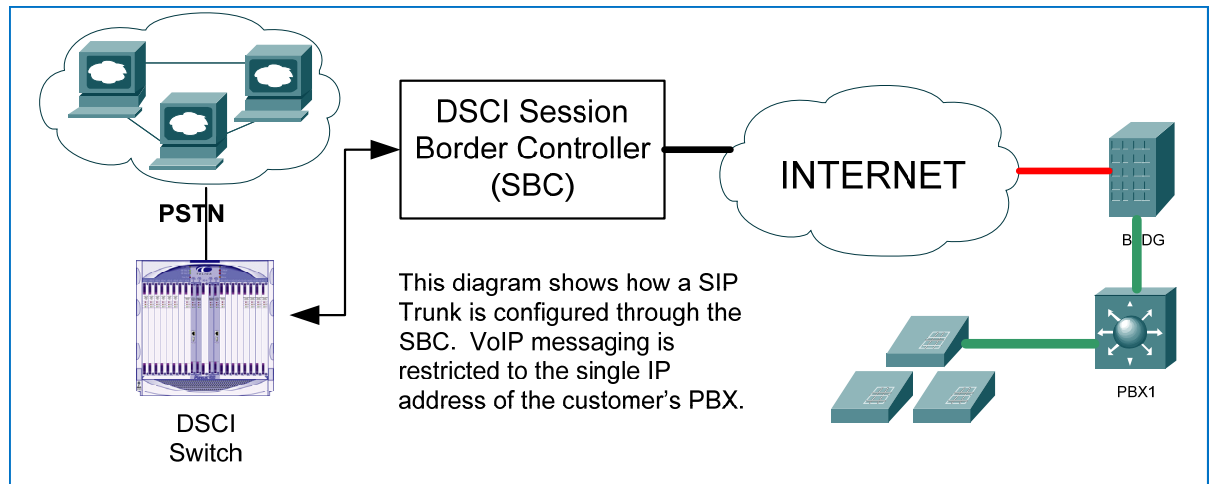 PSTN
DSCI
Switch
DSCI Session
Border Controller
(SBC)
This diagram shows how a SIP
Trunk is configured through the
SBC. VoIP messaging is
restricted to the single IP
address of the customer's PBX.
INTERNET
PBX1